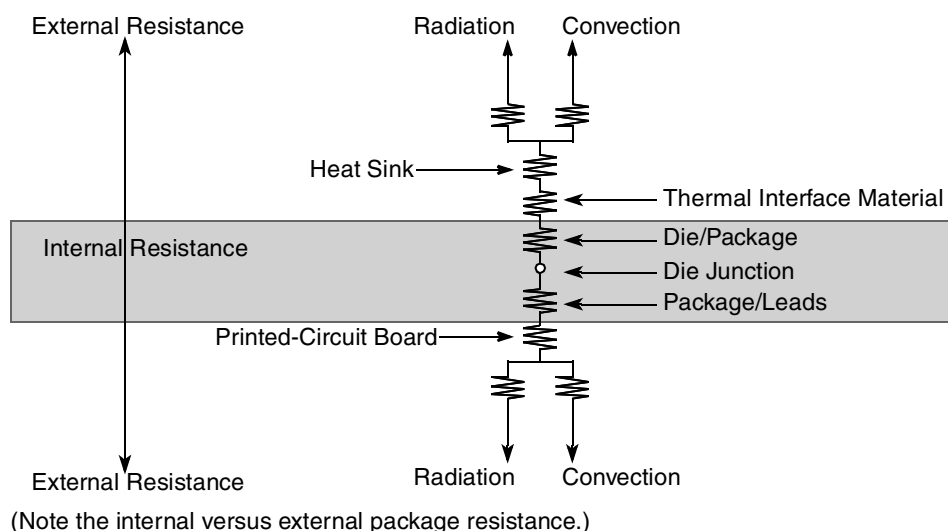 External Resistance
Radiation Convection
Heat Sink
Thermal Interface Material
Internal Resistance
Die/Package
Die Junction
Package/Leads
Printed-Circuit Board
External Resistance
Radiation Convection
(Note the internal versus external package resistance.)